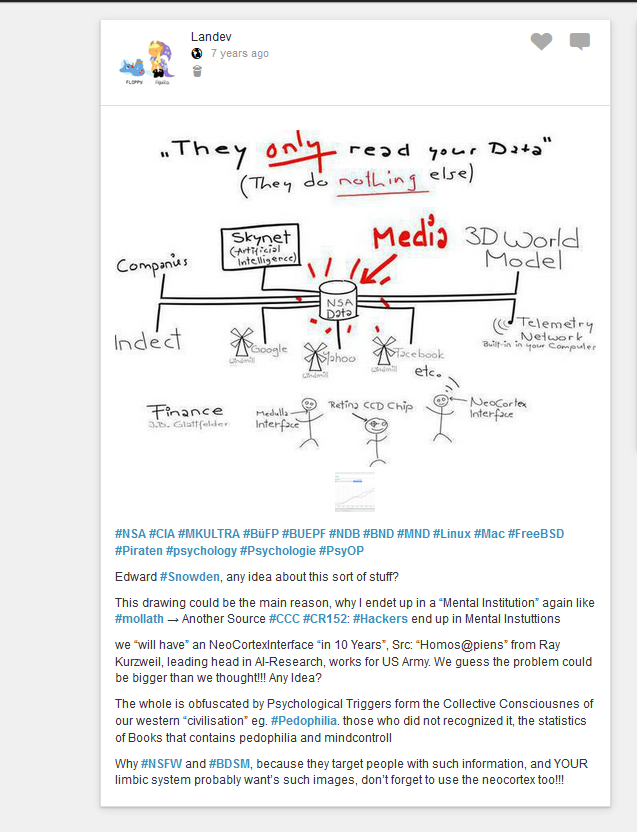 Landev
7 years ago
FLOPPY
„They only read your Data"
(They do nothing else)
Skynet
(Artificial
Intelligence)
Media
3D World
Model
Companies
NSA
Data
Indect
Google
Windmill
Yahoo
Windmill
Facebook
Windmill
etc.
Telemetry
Network
Built-in in your Computer
Finance
J.B. Glattfelder
Medulla
Interface
Retina CCD Chip
NeoCortex
Interface
#NSA #CIA #MKULTRA #BüFP #BUEPF #NDB #BND #MND #Linux #Mac #FreeBSD
#Piraten #psychology #Psychologie #PsyOP
Edward #Snowden, any idea about this sort of stuff?
This drawing could be the main reason, why I endet up in a “Mental Institution” again like
#mollath → Another Source #CCC #CR152: #Hackers end up in Mental Instuttions
we “will have” an NeoCortexInterface “in 10 Years”, Src: “Homos@piens” from Ray
Kurzweil, leading head in AI-Research, works for US Army. We guess the problem could
be bigger than we thought!!! Any Idea?
The whole is obfuscated by Psychological Triggers form the Collective Consciousnes of
our western “civilisation” eg. #Pedophilia. those who did not recognized it, the statistics
of Books that contains pedophilia and mindcontroll
Why #NSFW and #BDSM, because they target people with such information, and YOUR
limbic system probably want’s such images, don’t forget to use the neocortex too!!!